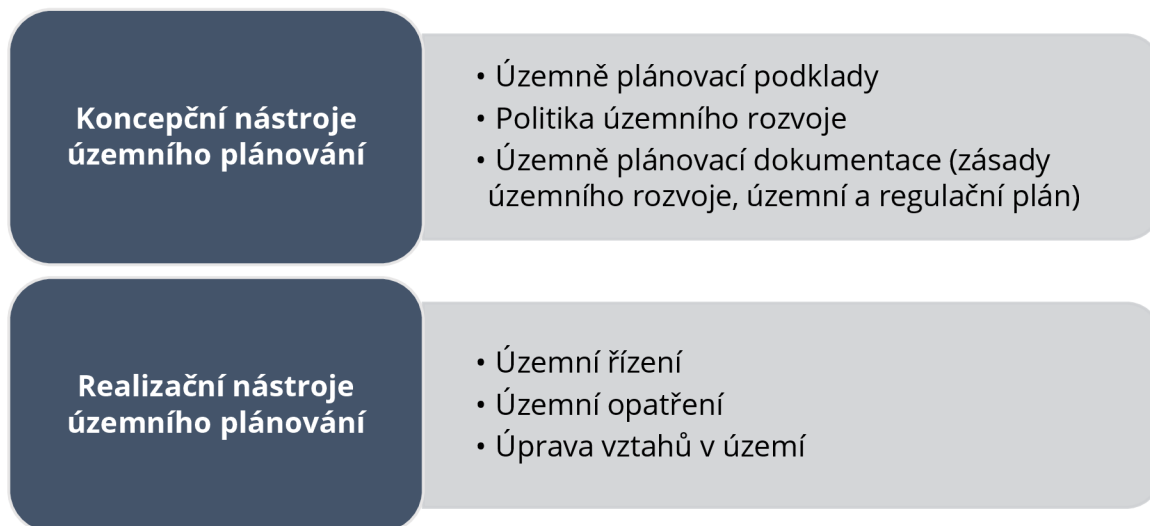 Koncepční nástroje
územního plánování
• Územně plánovací podklady
• Politika územního rozvoje
• Územně plánovací dokumentace (zásady
územního rozvoje, územní a regulační plán)
Realizační nástroje
územního plánování
• Územní řízení
• Územní opatření
• Úprava vztahů v území